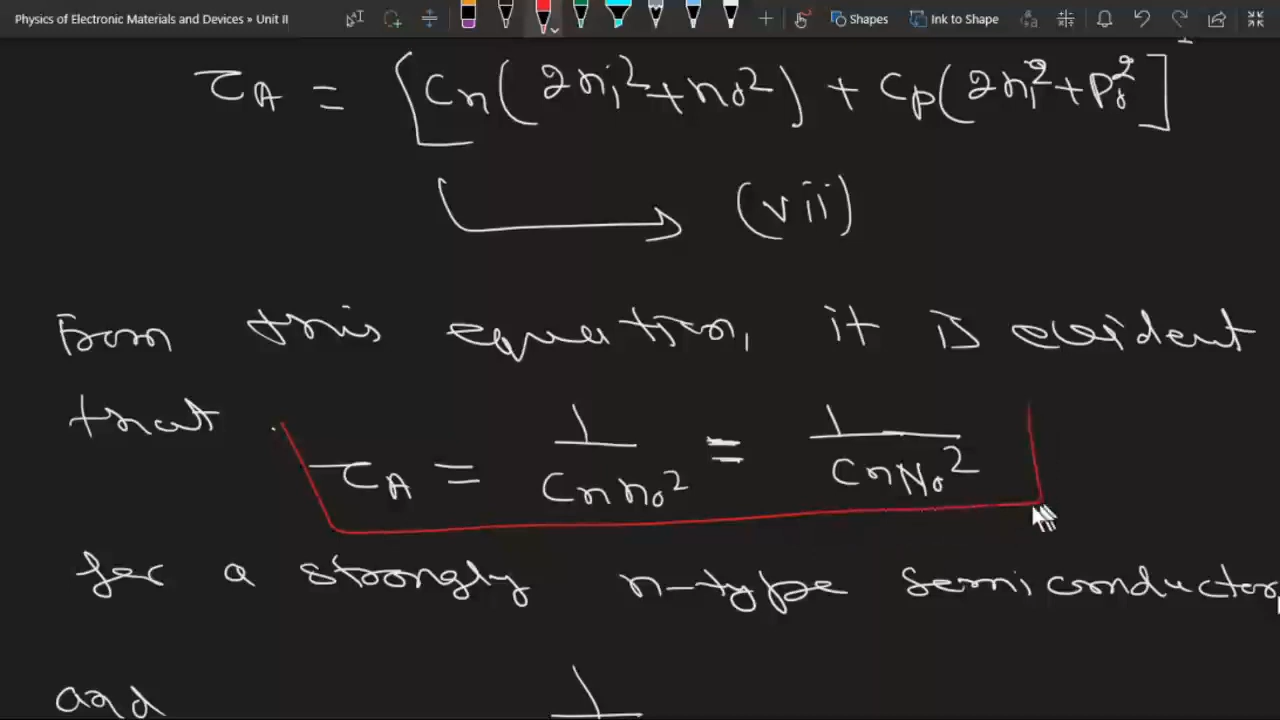 Physics of Electronic Materials and Devices » Unit II
Shapes
Ink to Shape
τA = [Cn(2ni²+n₀²) + Cp(2ni²+P₀²]
(vii)
From this equation, it is evident
that
τA = 1/(Cn n₀²) = 1/(Cn N₀²)
for a strongly n-type semiconductor,
and 1